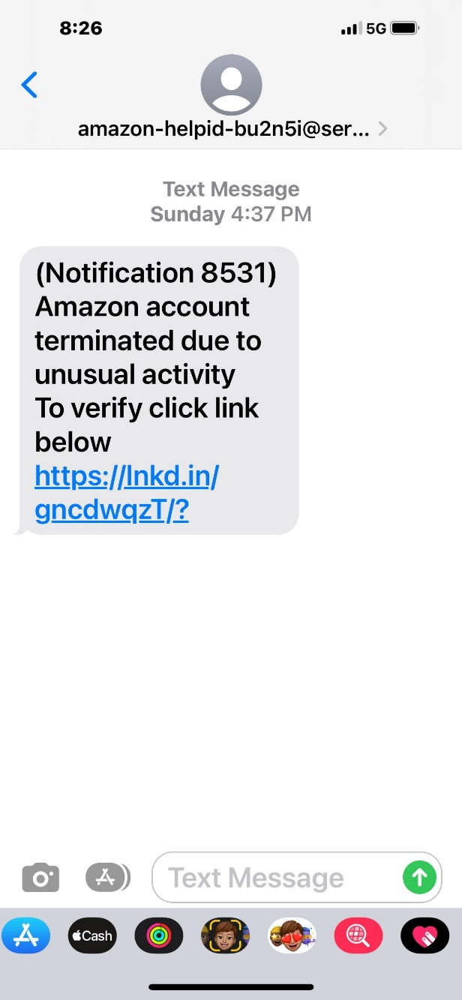 8:26
5G
amazon-helpid-bu2n5i@ser...
Text Message
Sunday 4:37 PM
(Notification 8531)
Amazon account
terminated due to
unusual activity
To verify click link
below
https://lnkd.in/
gncdwqzT/?
Text Message
Cash